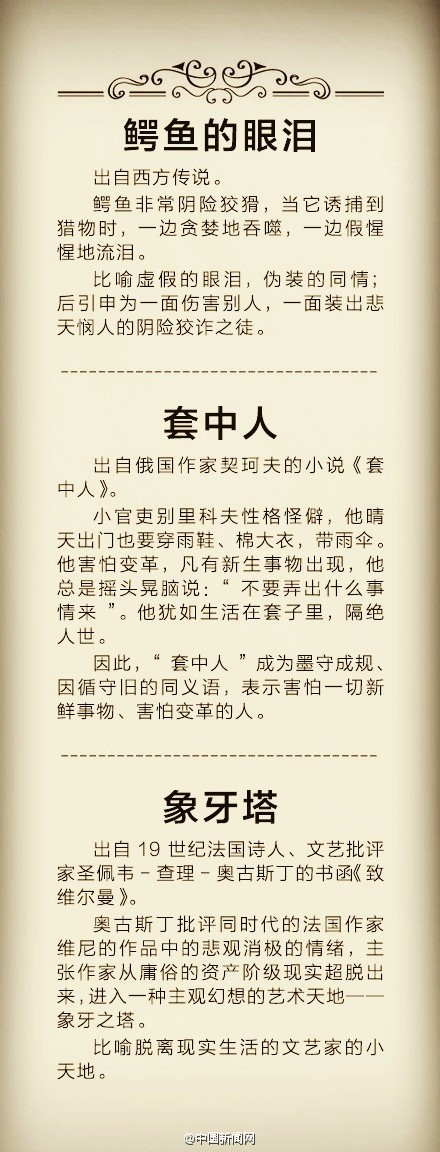 鳄鱼的眼泪
出自西方传说。
鳄鱼非常阴险狡猾，当它诱捕到
猎物时，一边贪婪地吞噬，一边假惺
惺地流泪。
比喻虚假的眼泪，伪装的同情；
后引申为一面伤害别人，一面装出悲
天悯人的阴险狡诈之徒。
套中人
出自俄国作家契珂夫的小说《套
中人》。
小官吏别里科夫性格怪僻，他晴
天出门也要穿雨鞋、棉大衣，带雨伞。
他害怕变革，凡有新生事物出现，他
总是摇头晃脑说：“ 不要弄出什么事
情来 ”。他犹如生活在套子里，隔绝
人世。
因此，“ 套中人 ”成为墨守成规、
因循守旧的同义语，表示害怕一切新
鲜事物、害怕变革的人。
象牙塔
出自 19 世纪法国诗人、文艺批评
家圣佩韦－查理－奥古斯丁的书函《致
维尔曼》。
奥古斯丁批评同时代的法国作家
维尼的作品中的悲观消极的情绪，主
张作家从庸俗的资产阶级现实超脱出
来，进入一种主观幻想的艺术天地——
象牙之塔。
比喻脱离现实生活的文艺家的小
天地。
@中国新闻网